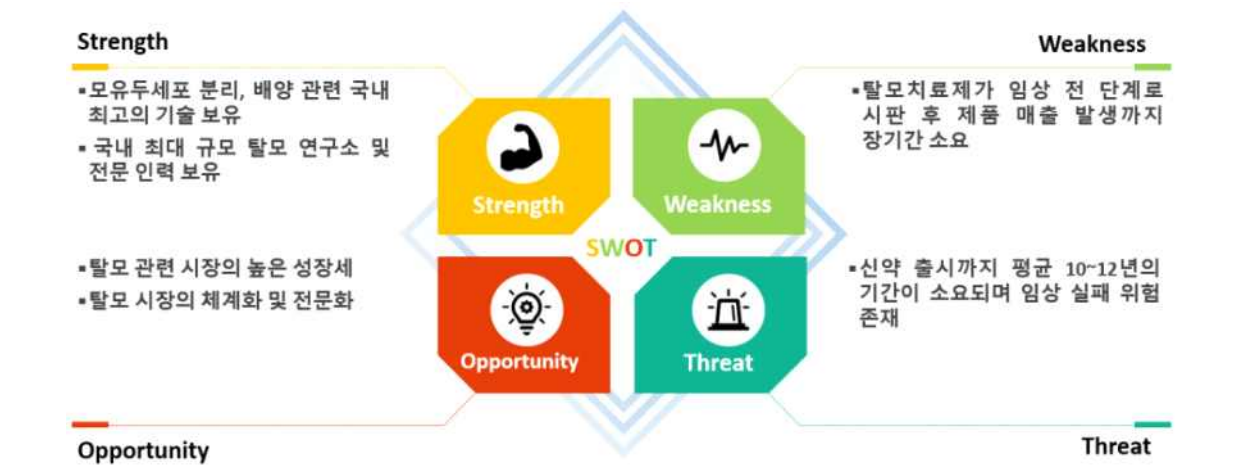 Strength
▪모유두세포 분리, 배양 관련 국내
최고의 기술 보유
▪ 국내 최대 규모 탈모 연구소 및
전문 인력 보유
Weakness
▪탈모치료제가 임상 전 단계로
시판 후 제품 매출 발생까지
장기간 소요
Strength
Weakness
SWOT
Opportunity
Threat
▪탈모 관련 시장의 높은 성장세
▪탈모 시장의 체계화 및 전문화
Opportunity
▪신약 출시까지 평균 10~12년의
기간이 소요되며 임상 실패 위험
존재
Threat